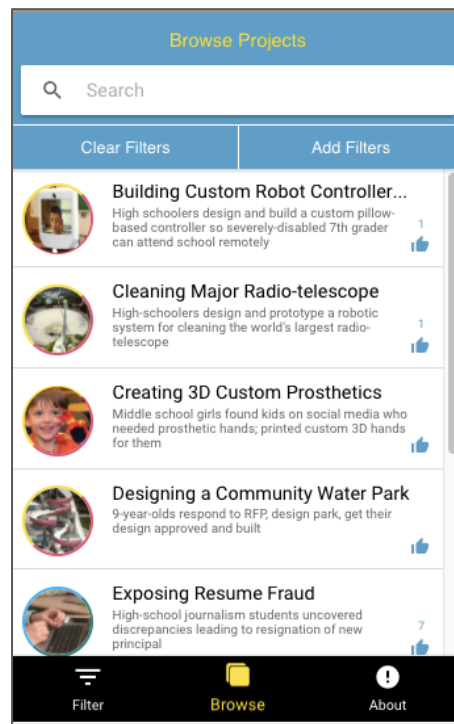 Browse Projects
Search
Clear Filters
Add Filters
Building Custom Robot Controller...
High schoolers design and build a custom pillow-
based controller so severely-disabled 7th grader
can attend school remotely
1
Cleaning Major Radio-telescope
High-schoolers design and prototype a robotic
system for cleaning the world's largest radio-
telescope
1
Creating 3D Custom Prosthetics
Middle school girls found kids on social media who
needed prosthetic hands; printed custom 3D hands
for them
Designing a Community Water Park
9-year-olds respond to RFP, design park, get their
design approved and built
Exposing Resume Fraud
High-school journalism students uncovered
discrepancies leading to resignation of new
principal
7
Filter
Browse
About